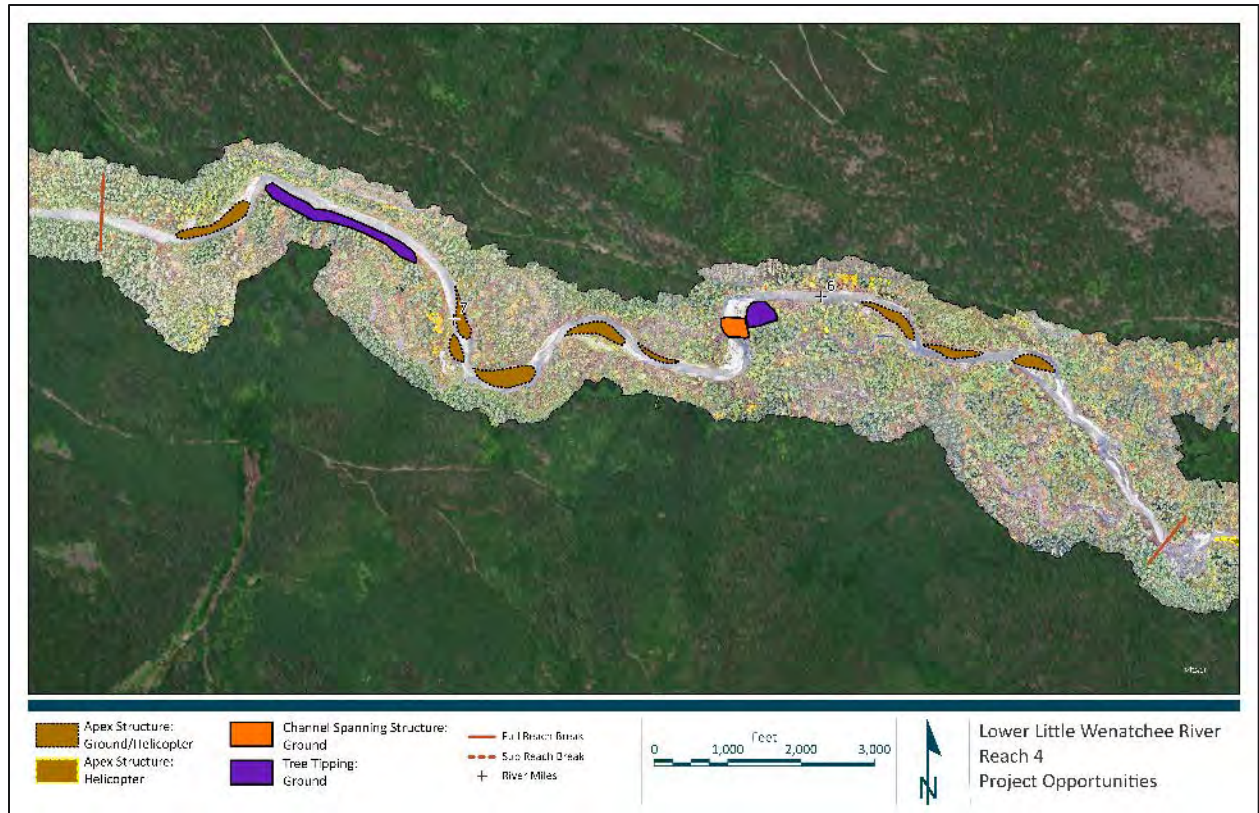 7
6
Apex Structure:
Ground/Helicopter
Apex Structure:
Helicopter
Channel Spanning Structure:
Ground
Tree Tipping:
Ground
Full Reach Break
Sub Reach Break
River Miles
Feet
0 1,000 2,000 3,000
N
Lower Little Wenatchee River
Reach 4
Project Opportunities